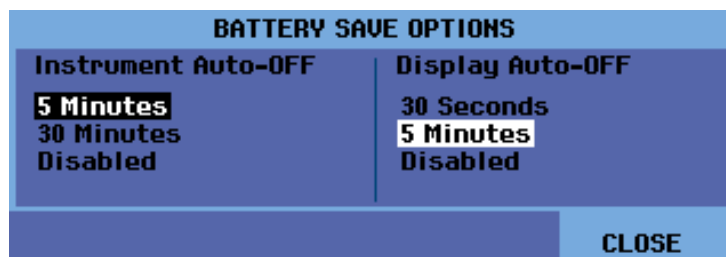 BATTERY SAVE OPTIONS
Instrument Auto-OFF
5 Minutes
30 Minutes
Disabled
Display Auto-OFF
30 Seconds
5 Minutes
Disabled
CLOSE